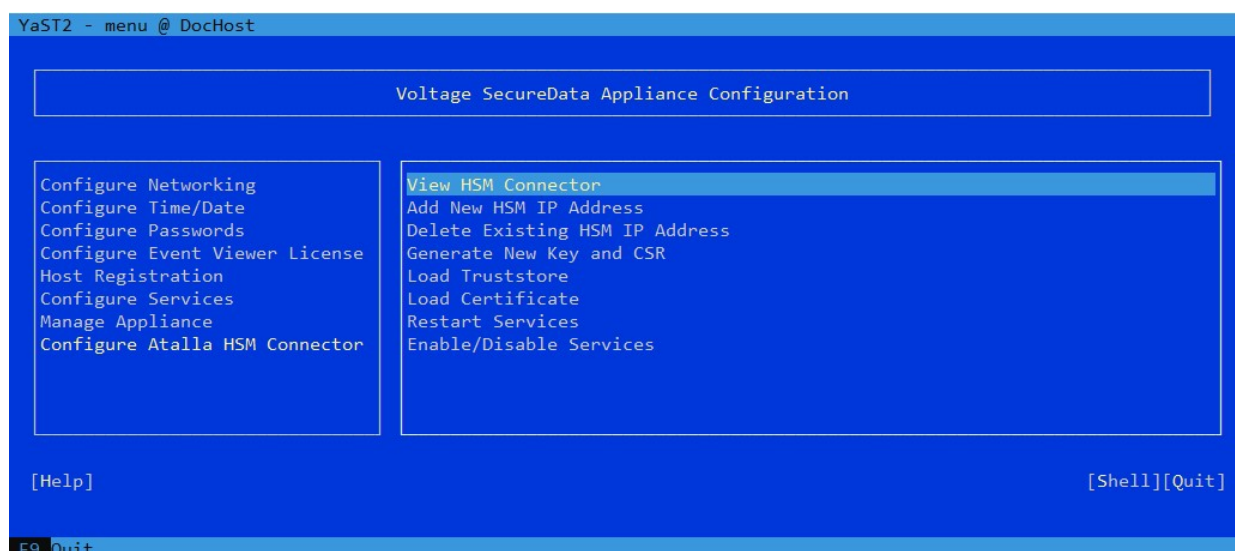 YaST2 - menu @ DocHost
Voltage SecureData Appliance Configuration
Configure Networking
Configure Time/Date
Configure Passwords
Configure Event Viewer License
Host Registration
Configure Services
Manage Appliance
Configure Atalla HSM Connector
View HSM Connector
Add New HSM IP Address
Delete Existing HSM IP Address
Generate New Key and CSR
Load Truststore
Load Certificate
Restart Services
Enable/Disable Services
[Help]
[Shell][Quit]
F9 Quit